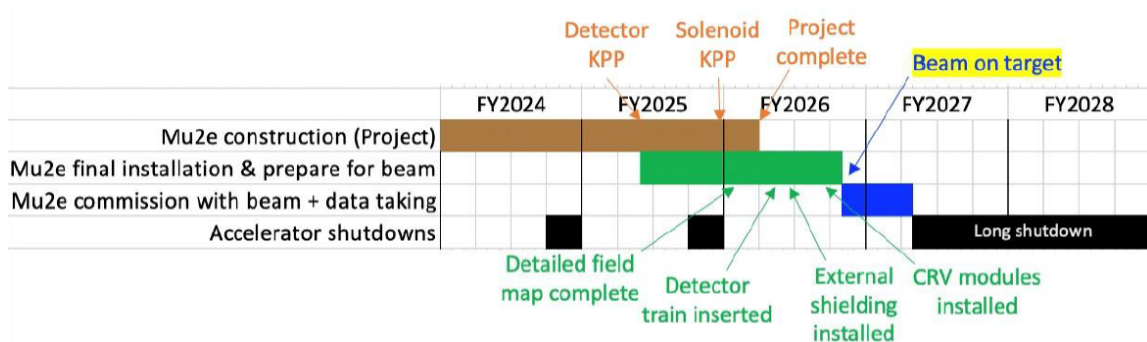 Detector
KPP
Solenoid
KPP
Project
complete
Beam on target
FY2024 FY2025 FY2026 FY2027 FY2028
Mu2e construction (Project)
Mu2e final installation & prepare for beam
Mu2e commission with beam + data taking
Accelerator shutdowns
Long shutdown
Detailed field
map complete
Detector
train inserted
External
shielding
installed
CRV modules
installed